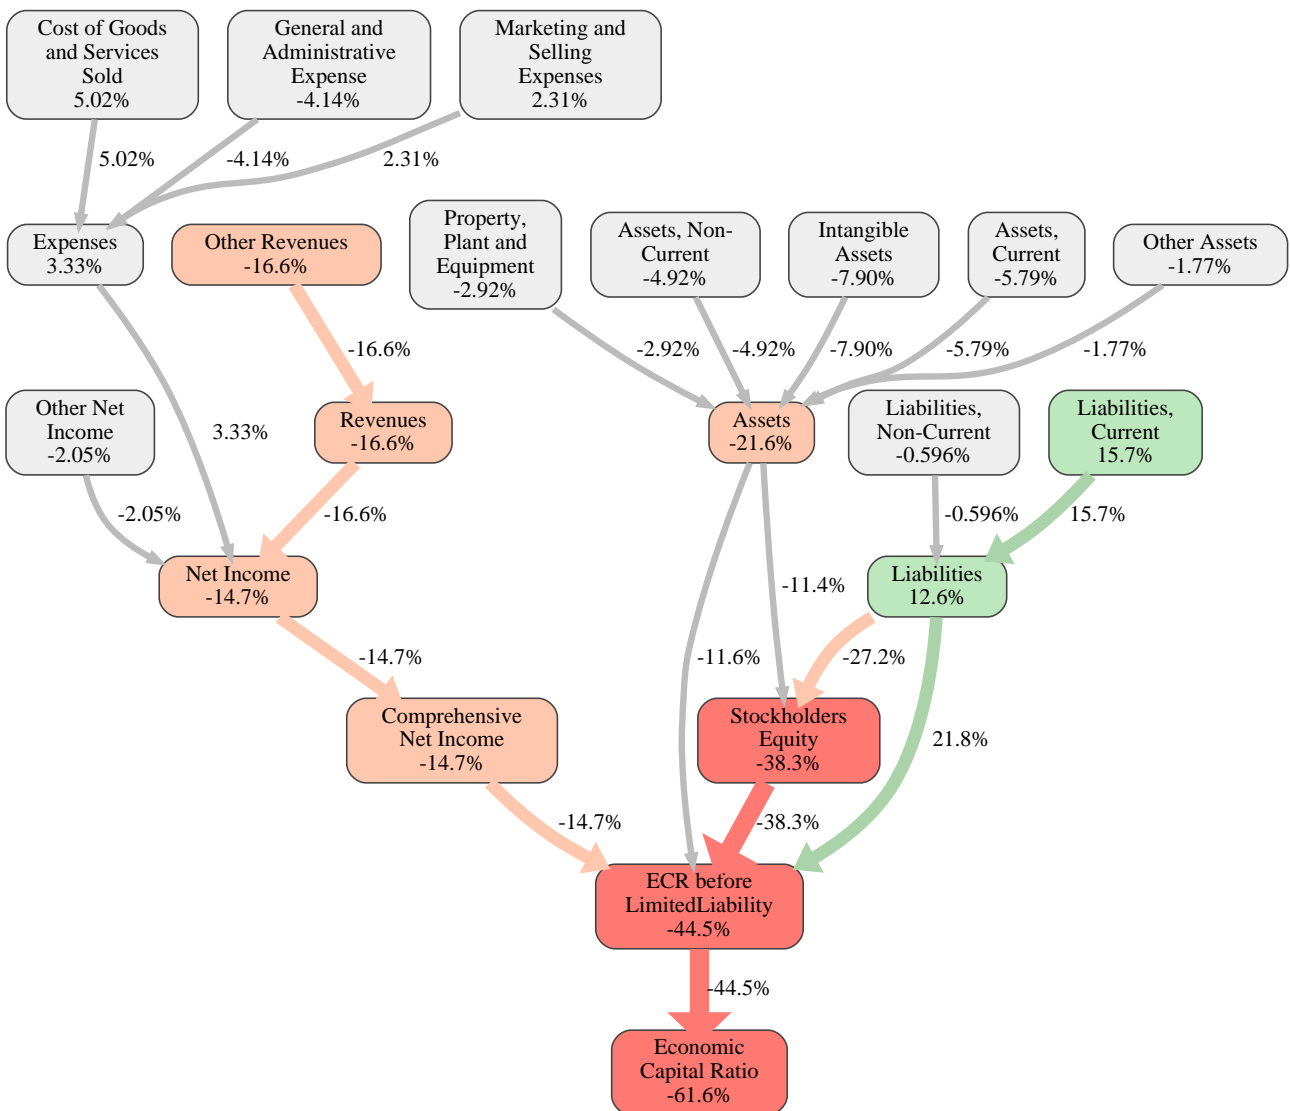 Cost of Goods
and Services
Sold
5.02%
General and
Administrative
Expense
-4.14%
Marketing and
Selling
Expenses
2.31%
5.02%
-4.14%
2.31%
Expenses
3.33%
Other Revenues
-16.6%
Property,
Plant and
Equipment
-2.92%
Assets, Non-
Current
-4.92%
Intangible
Assets
-7.90%
Assets,
Current
-5.79%
Other Assets
-1.77%
-16.6%
-2.92%
-4.92%
-7.90%
-5.79%
-1.77%
Other Net
Income
-2.05%
3.33%
Revenues
-16.6%
Assets
-21.6%
Liabilities,
Non-Current
-0.596%
Liabilities,
Current
15.7%
-2.05%
-16.6%
-0.596%
15.7%
Net Income
-14.7%
-11.4%
Liabilities
12.6%
-14.7%
-11.6%
-27.2%
Comprehensive
Net Income
-14.7%
Stockholders
Equity
-38.3%
21.8%
-14.7%
-38.3%
ECR before
LimitedLiability
-44.5%
-44.5%
Economic
Capital Ratio
-61.6%